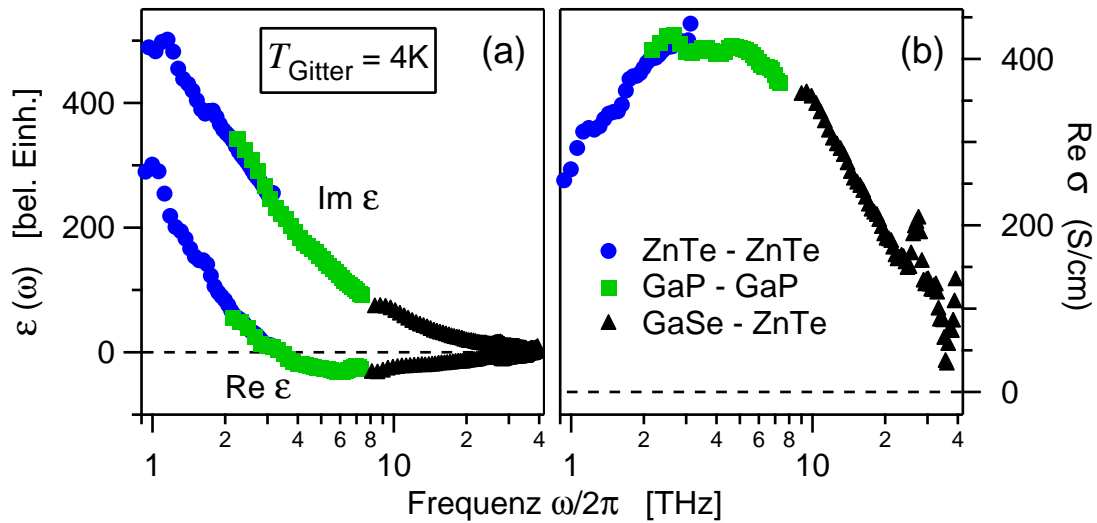 (a)
T Gitter = 4K
ε (ω) [bel. Einh.]
400
200
0
Im ε
Re ε
1
2
4
6
8
10
2
4
(b)
Re σ (S/cm)
400
200
0
ZnTe - ZnTe
GaP - GaP
GaSe - ZnTe
1
2
4
6
8
10
2
4
Frequenz ω/2π [THz]